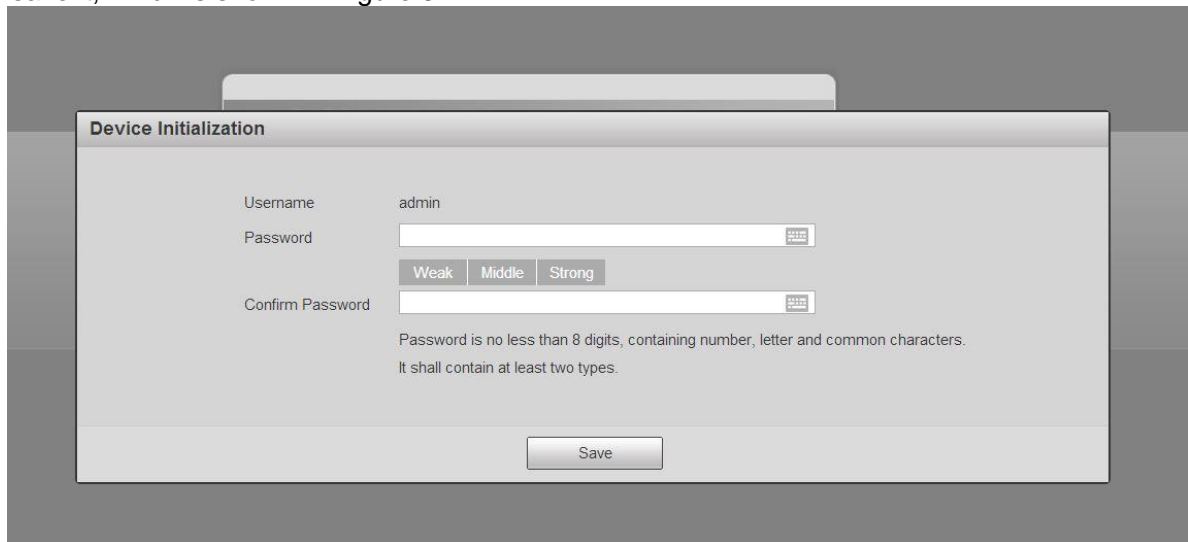 Device Initialization
Username admin
Password
Weak Middle Strong
Confirm Password
Password is no less than 8 digits, containing number, letter and common characters.
It shall contain at least two types.
Save